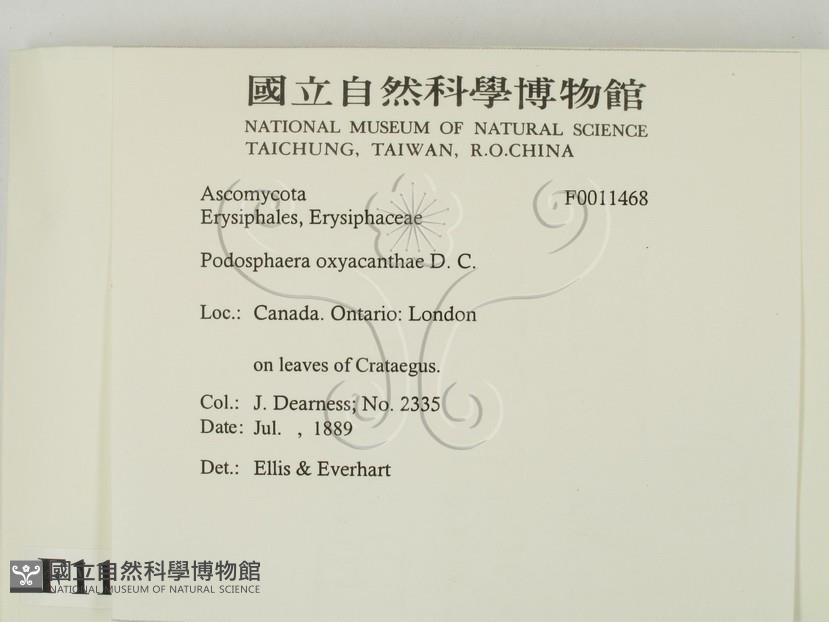 國立自然科學博物館
NATIONAL MUSEUM OF NATURAL SCIENCE
TAICHUNG, TAIWAN, R.O.CHINA
Ascomycota F0011468
Erysiphales, Erysiphaceae
Podosphaera oxyacanthae D. C.
Loc.: Canada. Ontario: London
on leaves of Crataegus.
Col.: J. Dearness; No. 2335
Date: Jul. , 1889
Det.: Ellis & Everhart
F11
國立自然科學博物館
NATIONAL MUSEUM OF NATURAL SCIENCE